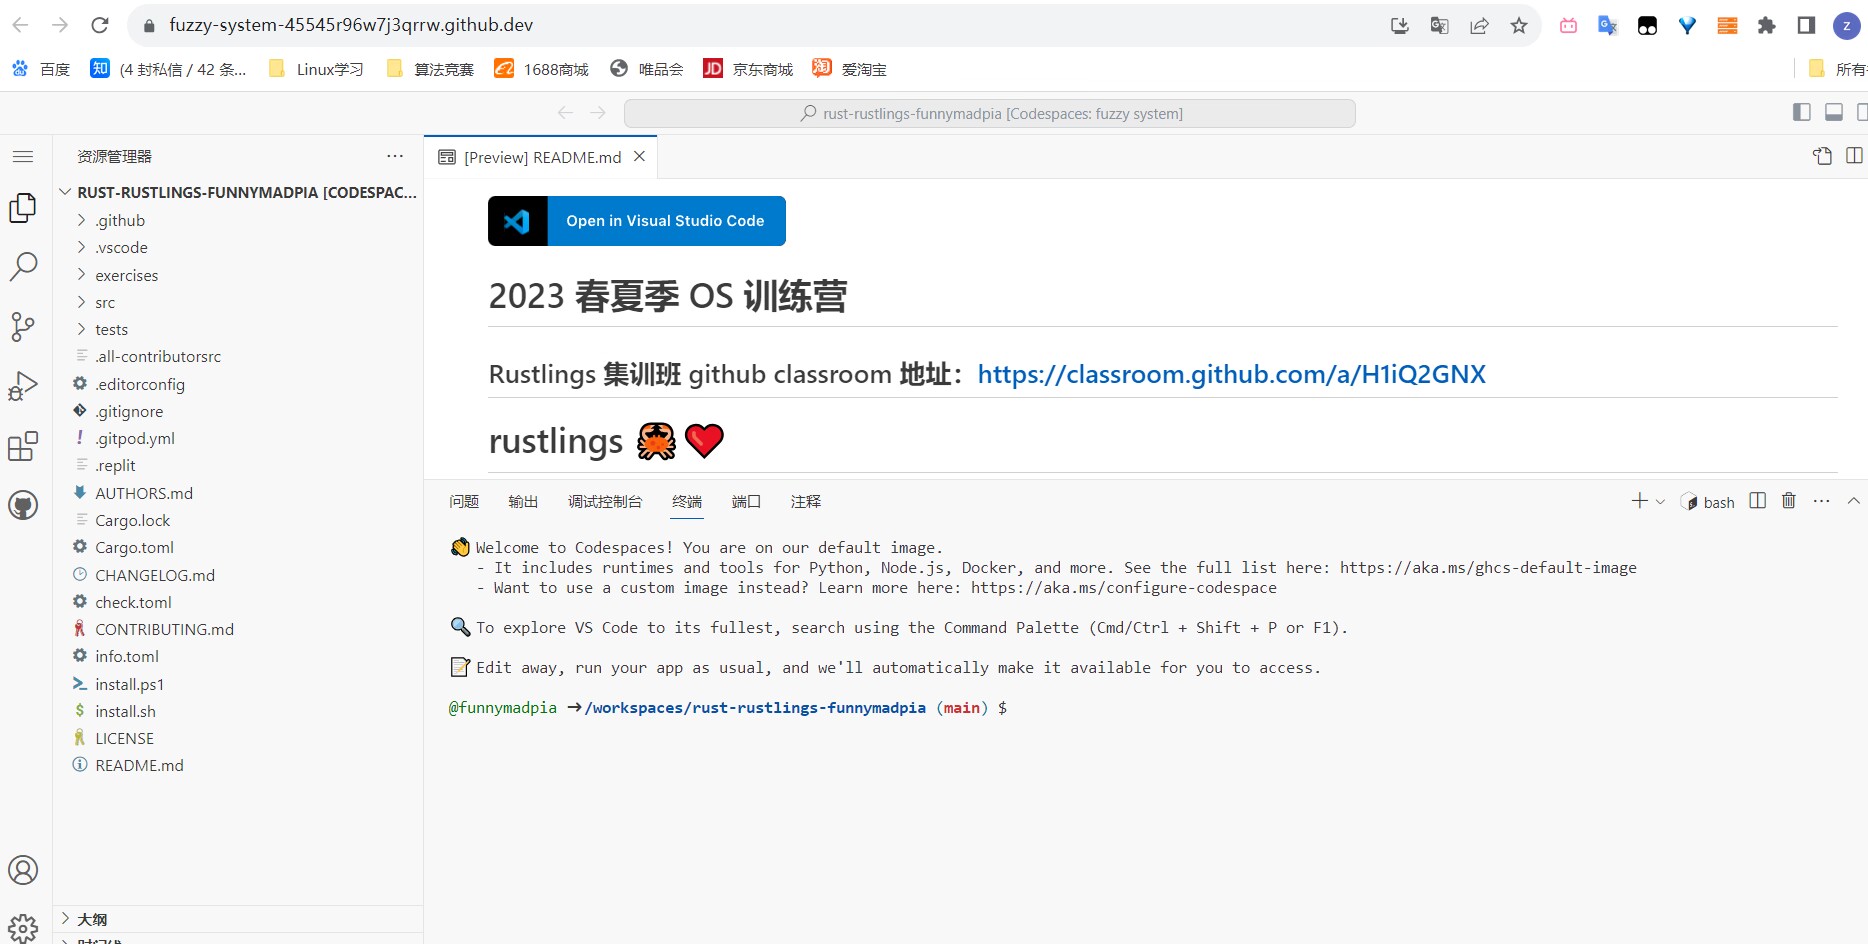 fuzzy-system-45545r96w7j3qrrw.github.dev
Z
百度
知 (4 封私信 / 42 条...
Linux学习
算法竞赛
1688商城
唯品会
JD 京东商城
淘 爱淘宝
rust-rustlings-funnymadpia [Codespaces: fuzzy system]
资源管理器
RUST-RUSTLINGS-FUNNYMADPIA [CODESPAC...
.github
.vscode
exercises
src
tests
.all-contributorsrc
.editorconfig
.gitignore
.gitpod.yml
.replit
AUTHORS.md
Cargo.lock
Cargo.toml
CHANGELOG.md
check.toml
CONTRIBUTING.md
info.toml
install.ps1
install.sh
LICENSE
README.md
大纲
[Preview] README.md
Open in Visual Studio Code
2023 春夏季 OS 训练营
Rustlings 集训班 github classroom 地址：https://classroom.github.com/a/H1iQ2GNX
rustlings 🦀❤️
问题 输出 调试控制台 终端 端口 注释
bash
👋 Welcome to Codespaces! You are on our default image.
- It includes runtimes and tools for Python, Node.js, Docker, and more. See the full list here: https://aka.ms/ghcs-default-image
- Want to use a custom image instead? Learn more here: https://aka.ms/configure-codespace
🔍 To explore VS Code to its fullest, search using the Command Palette (Cmd/Ctrl + Shift + P or F1).
📝 Edit away, run your app as usual, and we'll automatically make it available for you to access.
@funnymadpia ➜/workspaces/rust-rustlings-funnymadpia (main) $